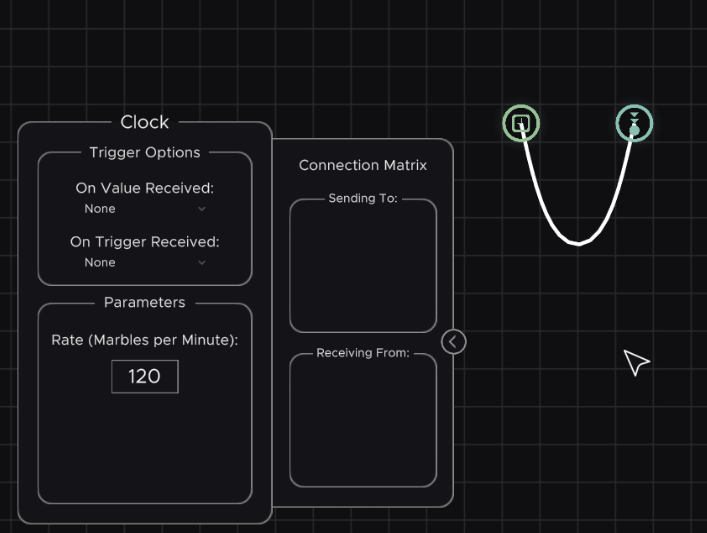 Clock
Trigger Options
On Value Received:
None
On Trigger Received:
None
Parameters
Rate (Marbles per Minute):
120
Connection Matrix
Sending To:
Receiving From: